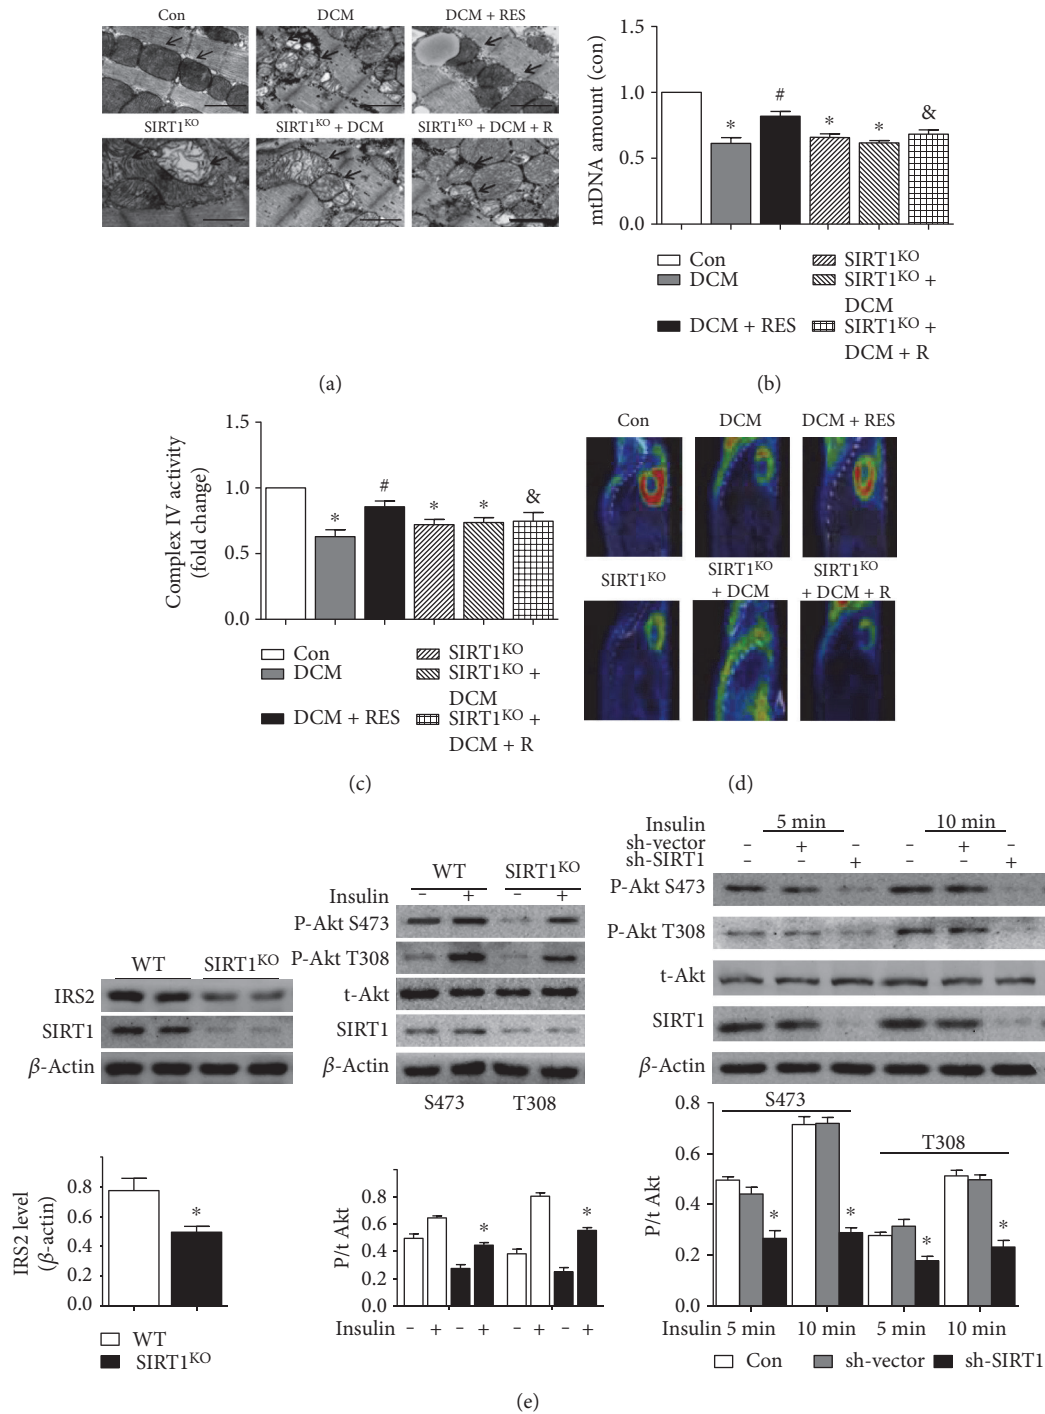 Con DCM DCM + RES
SIRT1KO SIRT1KO + DCM SIRT1KO + DCM + R
(a)
mtDNA amount (con)
1.5
1.0
0.5
0.0
* # * * &
Con
DCM
DCM + RES
SIRT1KO
SIRT1KO +
DCM
SIRT1KO +
DCM + R
(b)
Complex IV activity
(fold change)
1.5
1.0
0.5
0.0
* # * * &
Con
DCM
DCM + RES
SIRT1KO
SIRT1KO +
DCM
SIRT1KO +
DCM + R
(c)
Con DCM DCM + RES
SIRT1KO SIRT1KO
+ DCM SIRT1KO
+ DCM + R
(d)
WT SIRT1KO
IRS2
SIRT1
β-Actin
IRS2 level
(β-actin)
0.8
0.6
0.4
0.2
0.0
*
WT
SIRT1KO
WT SIRT1KO
Insulin – + – +
P-Akt S473
P-Akt T308
t-Akt
SIRT1
β-Actin
S473 T308
P/t Akt
0.8
0.6
0.4
0.2
0.0
* *
Insulin – + – + – + – +
Insulin 5 min 10 min
sh-vector – + – – + –
sh-SIRT1 – – + – – +
P-Akt S473
P-Akt T308
t-Akt
SIRT1
β-Actin
S473
T308
P/t Akt
0.8
0.6
0.4
0.2
0.0
* * * *
Insulin 5 min 10 min 5 min 10 min
Con sh-vector sh-SIRT1
(e)